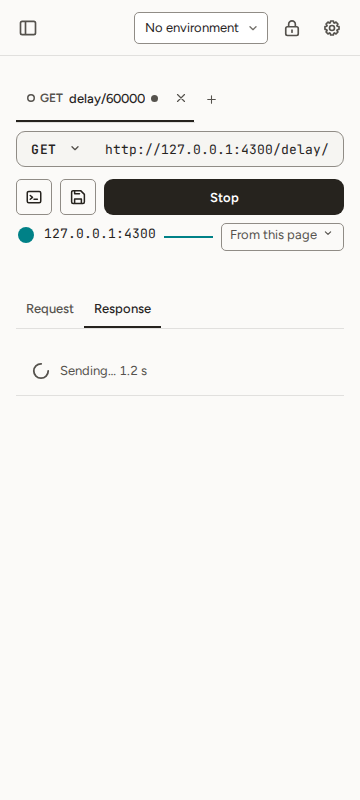 No environment
GET delay/60000
GET http://127.0.0.1:4300/delay/
Stop
127.0.0.1:4300 From this page
Request Response
Sending... 1.2 s